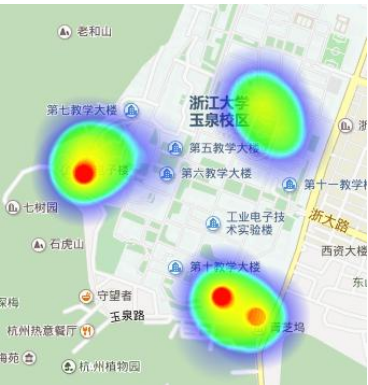 老和山
第七教学大楼
浙江大学
玉泉校区
浙
第五教学大
第六教学大楼
第十一教学
七树园
工业电子技
术实验楼
浙大路
石虎山
西资大楼
第十教学大楼
东山
深梅
守望者
玉泉路
杭州热意餐厅
梅苑
杭州植物园